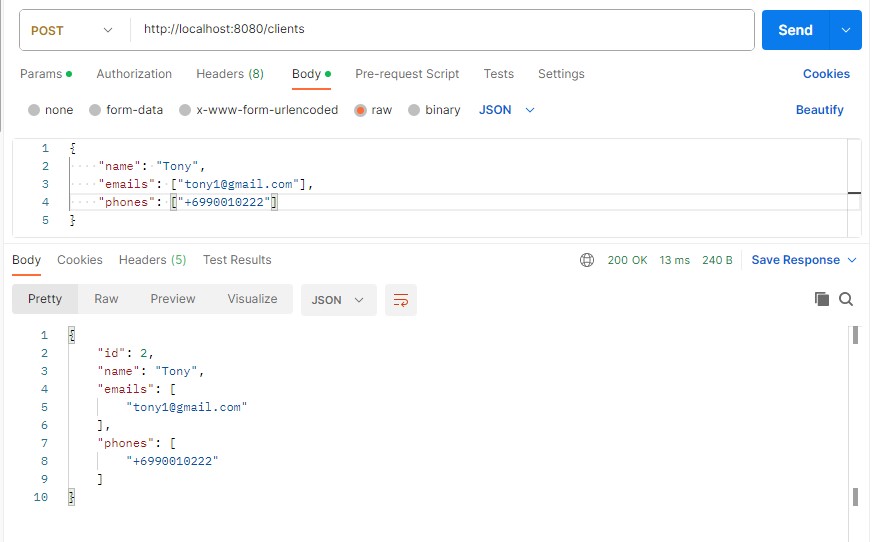 POST http://localhost:8080/clients Send
Params Authorization Headers (8) Body Pre-request Script Tests Settings Cookies
none form-data x-www-form-urlencoded raw binary JSON Beautify
1 {
2 "name": "Tony",
3 "emails": ["tony1@gmail.com"],
4 "phones": ["+6990010222"]
5 }
Body Cookies Headers (5) Test Results 200 OK 13 ms 240 B Save Response
Pretty Raw Preview Visualize JSON
1 {
2 "id": 2,
3 "name": "Tony",
4 "emails": [
5 "tony1@gmail.com"
6 ],
7 "phones": [
8 "+6990010222"
9 ]
10 }